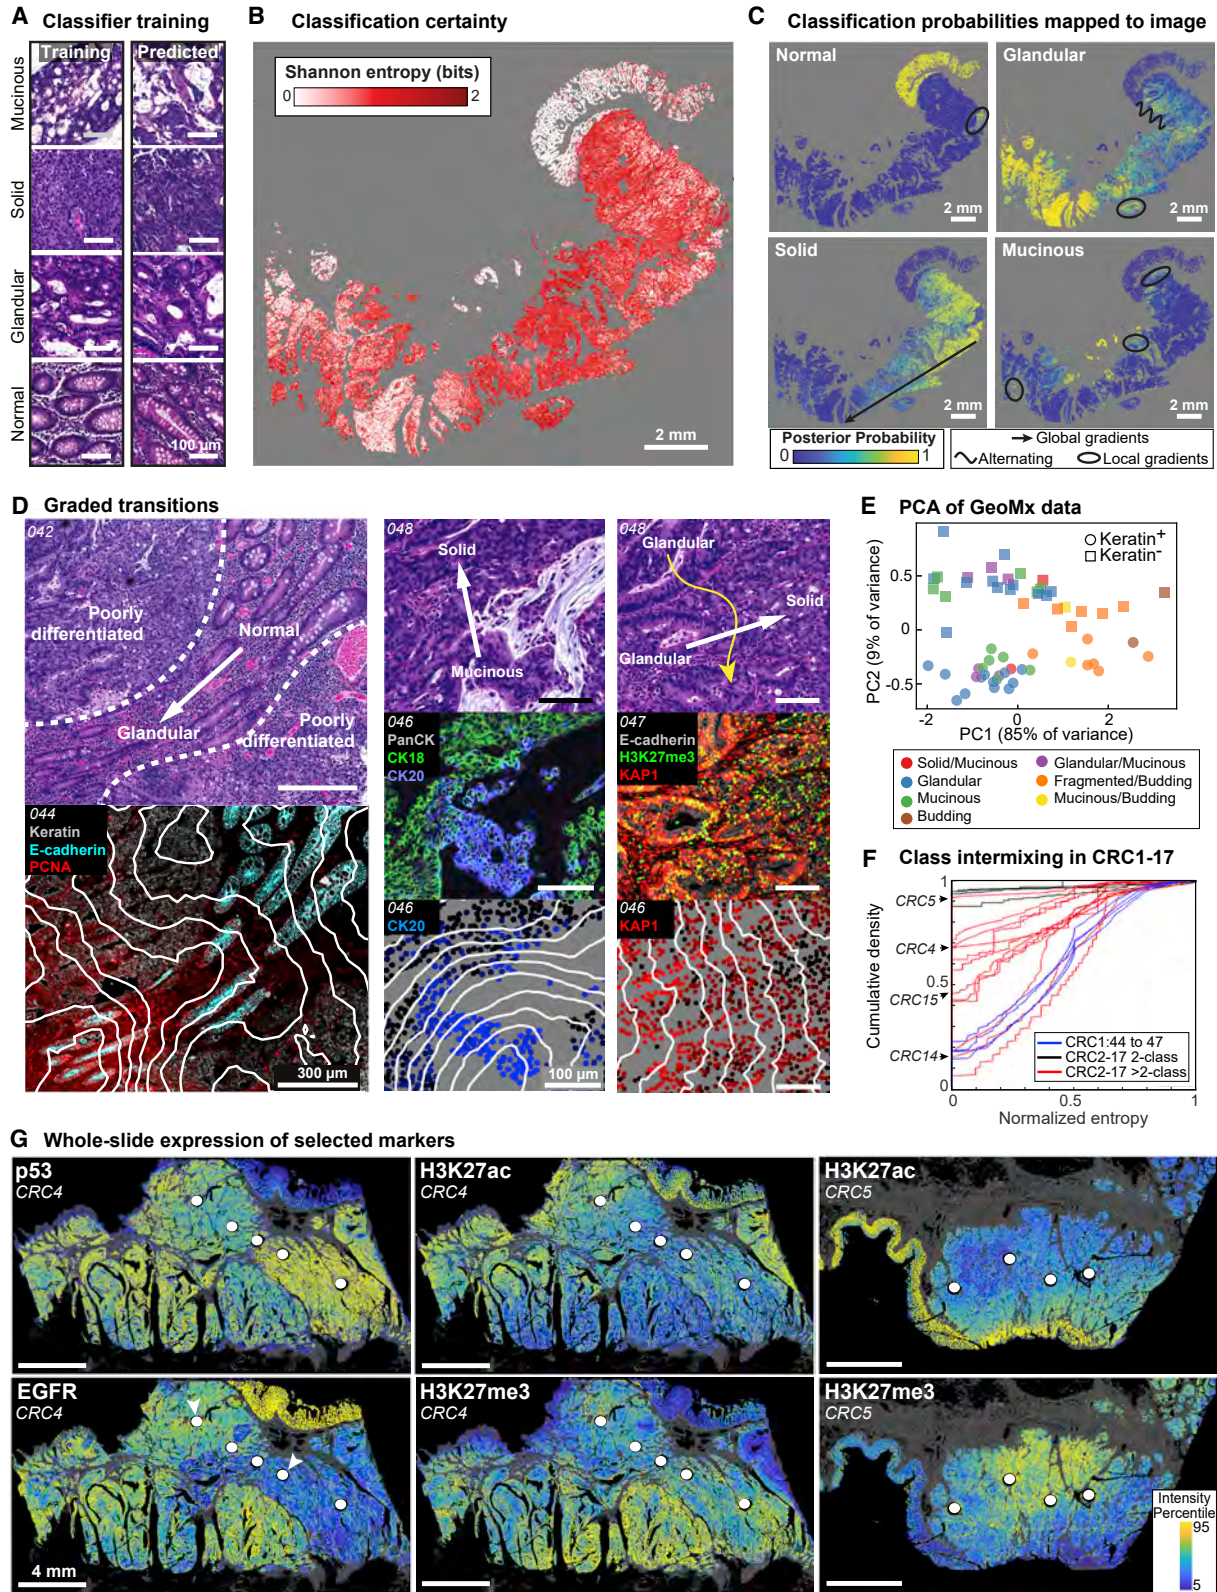 A Classifier training
Training Predicted
Mucinous
Solid
Glandular
Normal
100 µm
B Classification certainty
Shannon entropy (bits)
0 2
2 mm
C Classification probabilities mapped to image
Normal
2 mm
Glandular
2 mm
Solid
2 mm
Mucinous
2 mm
Posterior Probability
0 1
Global gradients
Alternating Local gradients
D Graded transitions
042
Poorly
differentiated
Normal
Glandular
Poorly
differentiated
044
Keratin
E-cadherin
PCNA
300 µm
048
Solid
Mucinous
046
PanCK
CK18
CK20
046
CK20
100 µm
048
Glandular
Solid
Glandular
047
E-cadherin
H3K27me3
KAP1
046
KAP1
E PCA of GeoMx data
Keratin+
Keratin-
0.5
0
-0.5
-2 0 2
PC2 (9% of variance)
PC1 (85% of variance)
Solid/Mucinous Glandular/Mucinous
Glandular Fragmented/Budding
Mucinous Mucinous/Budding
Budding
F Class intermixing in CRC1-17
1
CRC5
CRC4
0.5
CRC15
CRC14
0
Cumulative density
CRC1:44 to 47
CRC2-17 2-class
CRC2-17 >2-class
0 0.5 1
Normalized entropy
G Whole-slide expression of selected markers
p53
CRC4
H3K27ac
CRC4
H3K27ac
CRC5
EGFR
CRC4
4 mm
H3K27me3
CRC4
H3K27me3
CRC5
Intensity
Percentile
95
5